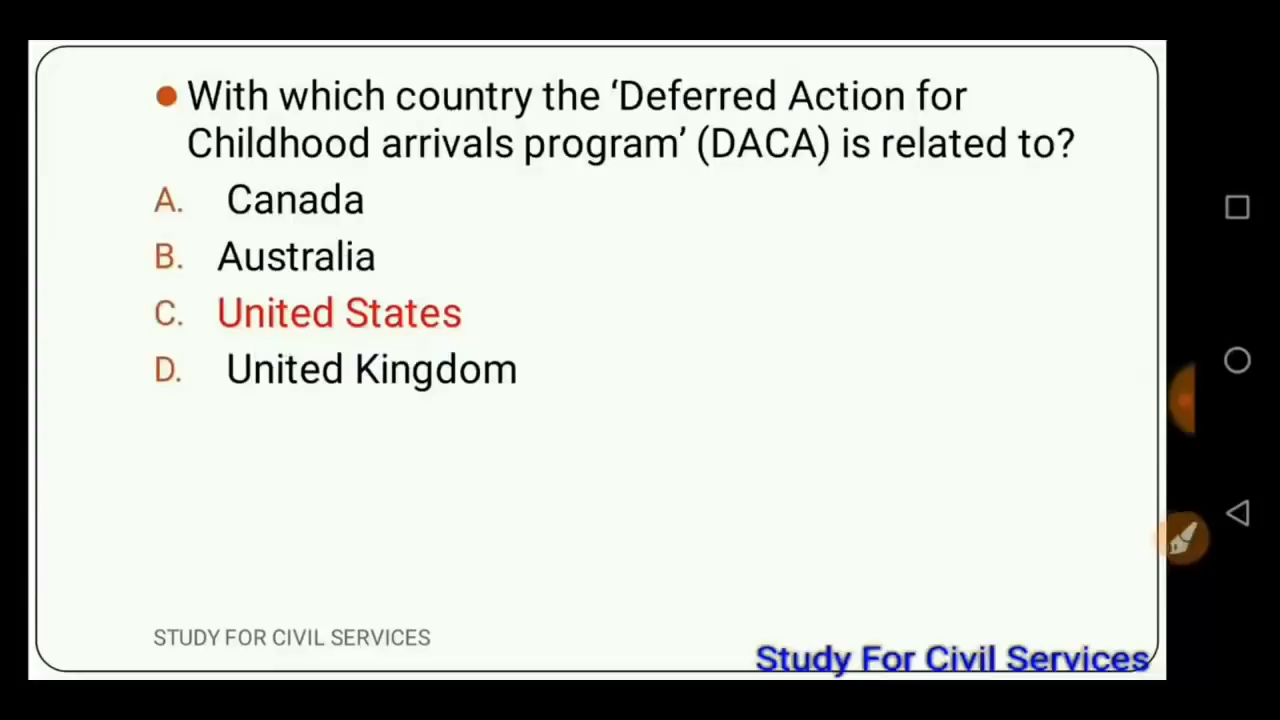 With which country the ‘Deferred Action for
Childhood arrivals program’ (DACA) is related to?
A. Canada
B. Australia
C. United States
D. United Kingdom
STUDY FOR CIVIL SERVICES
Study For Civil Services